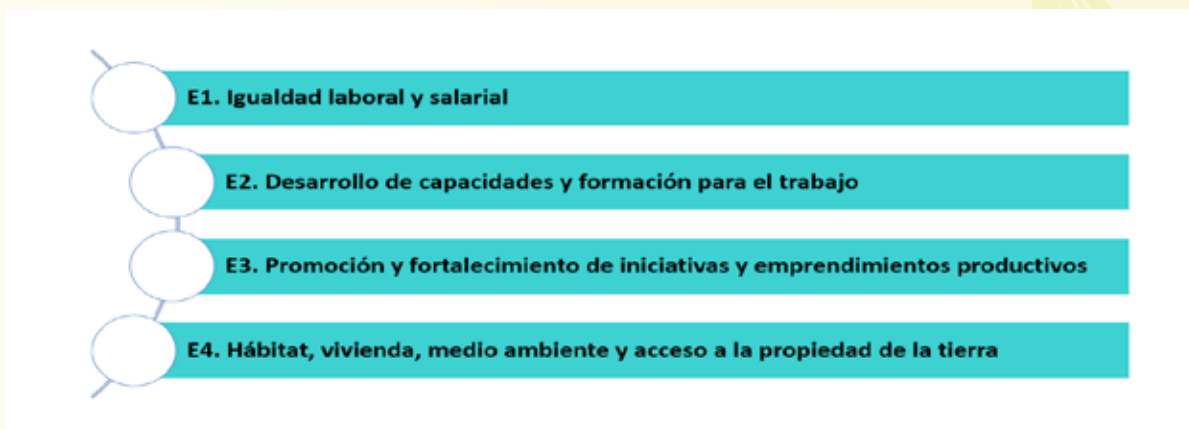 E1. Igualdad laboral y salarial
E2. Desarrollo de capacidades y formación para el trabajo
E3. Promoción y fortalecimiento de iniciativas y emprendimientos productivos
E4. Hábitat, vivienda, medio ambiente y acceso a la propiedad de la tierra